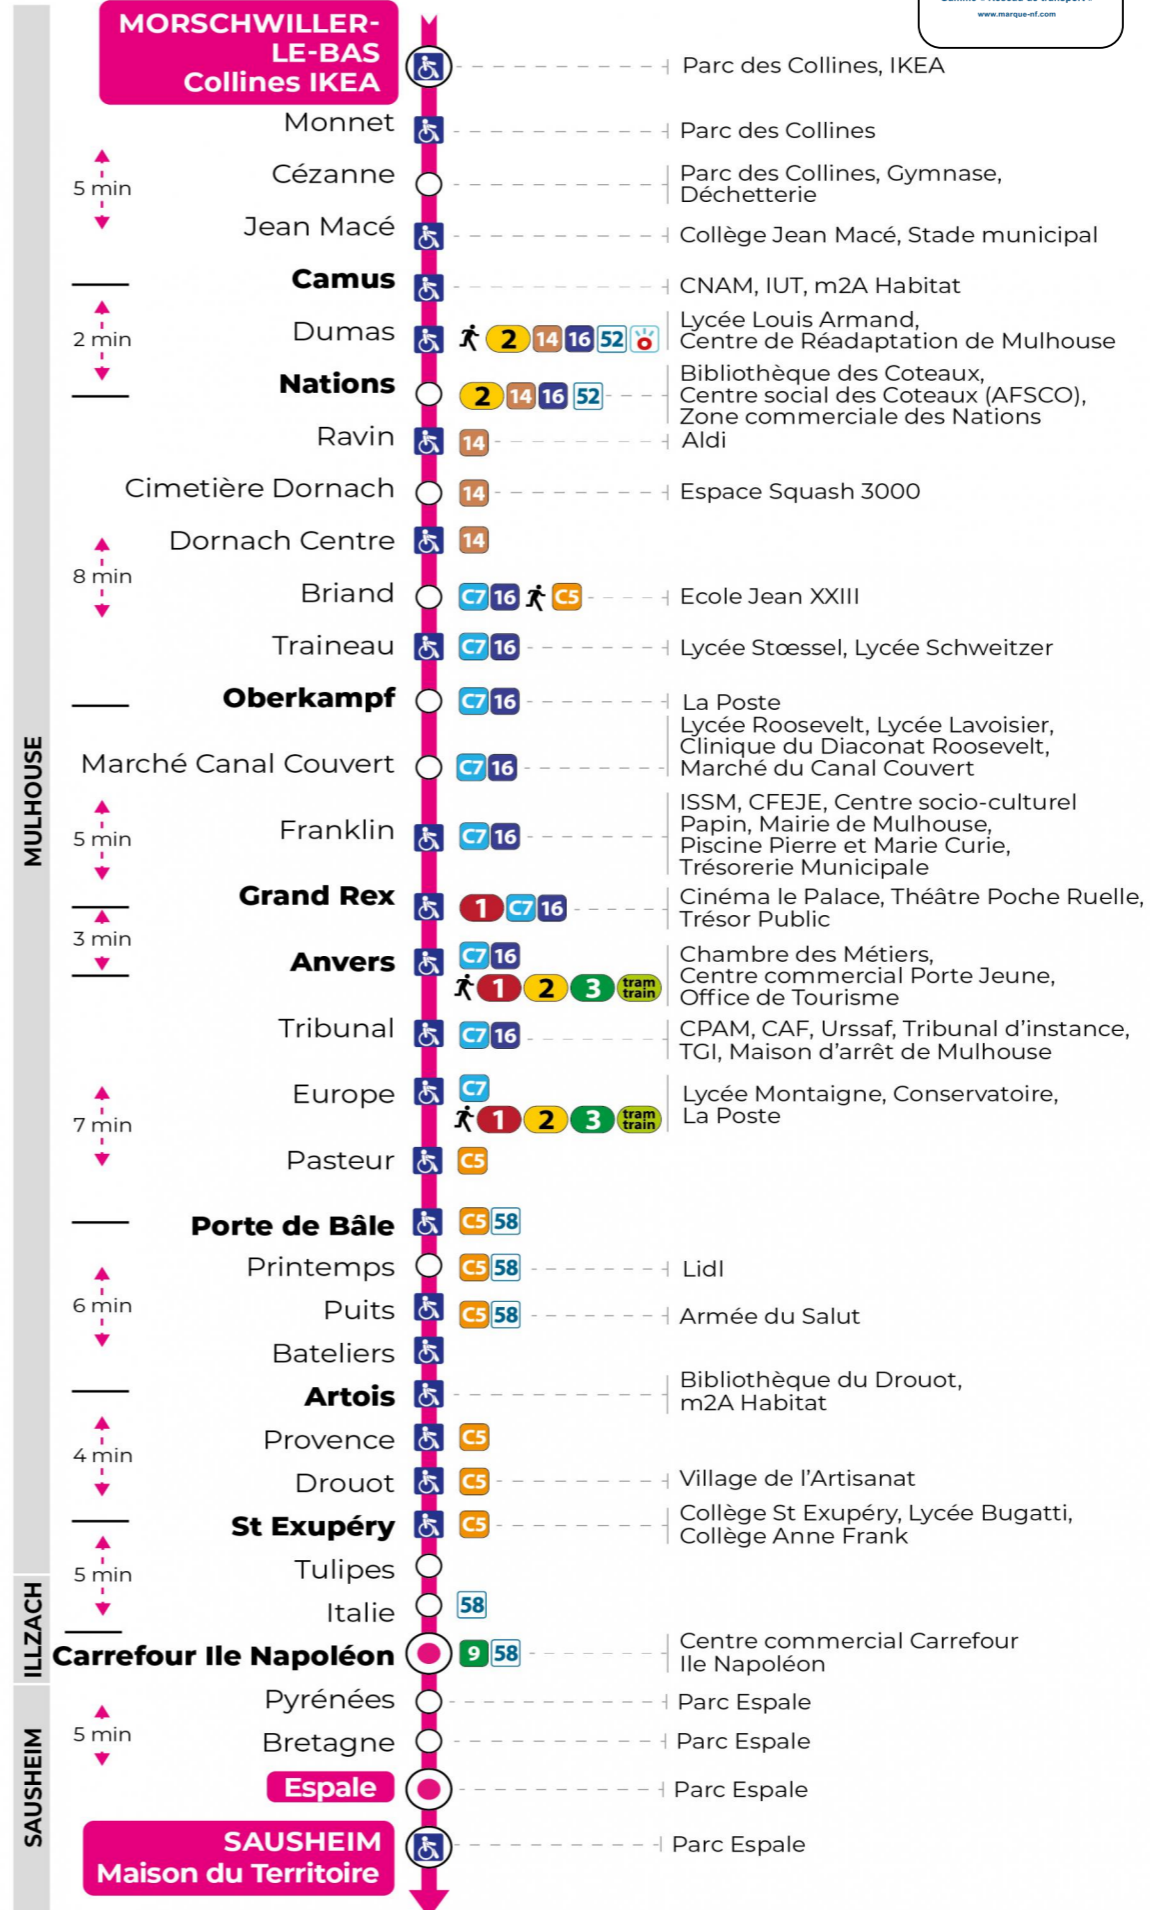 www.marque-nf.com
MORSCHWILLER-
LE-BAS
Collines IKEA
Parc des Collines, IKEA
Monnet
Parc des Collines
5 min
Cézanne
Parc des Collines, Gymnase,
Déchetterie
Jean Macé
Collège Jean Macé, Stade municipal
Camus
CNAM, IUT, m2A Habitat
2 min
Dumas
2 14 16 52
Lycée Louis Armand,
Centre de Réadaptation de Mulhouse
Nations
2 14 16 52
Bibliothèque des Coteaux,
Centre social des Coteaux (AFSCO),
Zone commerciale des Nations
Ravin
14
Aldi
Cimetière Dornach
14
Espace Squash 3000
Dornach Centre
14
8 min
Briand
C7 16 C5
Ecole Jean XXIII
Traineau
C7 16
Lycée Stœssel, Lycée Schweitzer
Oberkampf
C7 16
La Poste
MULHOUSE
Marché Canal Couvert
C7 16
Lycée Roosevelt, Lycée Lavoisier,
Clinique du Diaconat Roosevelt,
Marché du Canal Couvert
5 min
Franklin
C7 16
ISSM, CFEJE, Centre socio-culturel
Papin, Mairie de Mulhouse,
Piscine Pierre et Marie Curie,
Trésorerie Municipale
Grand Rex
1 C7 16
Cinéma le Palace, Théâtre Poche Ruelle,
Trésor Public
3 min
Anvers
C7 16
1 2 3 tram train
Chambre des Métiers,
Centre commercial Porte Jeune,
Office de Tourisme
Tribunal
C7 16
CPAM, CAF, Urssaf, Tribunal d'instance,
TGI, Maison d'arrêt de Mulhouse
7 min
Europe
C7
1 2 3 tram train
Lycée Montaigne, Conservatoire,
La Poste
Pasteur
C5
Porte de Bâle
C5 58
Printemps
C5 58
Lidl
6 min
Puits
C5 58
Armée du Salut
Bateliers
Artois
Bibliothèque du Drouot,
m2A Habitat
Provence
C5
4 min
Drouot
C5
Village de l'Artisanat
St Exupéry
C5
Collège St Exupéry, Lycée Bugatti,
Collège Anne Frank
Tulipes
5 min
Italie
58
ILLZACH
Carrefour Ile Napoléon
9 58
Centre commercial Carrefour
Ile Napoléon
Pyrénées
Parc Espale
5 min
Bretagne
Parc Espale
SAUSHEIM
Espale
Parc Espale
SAUSHEIM
Maison du Territoire
Parc Espale